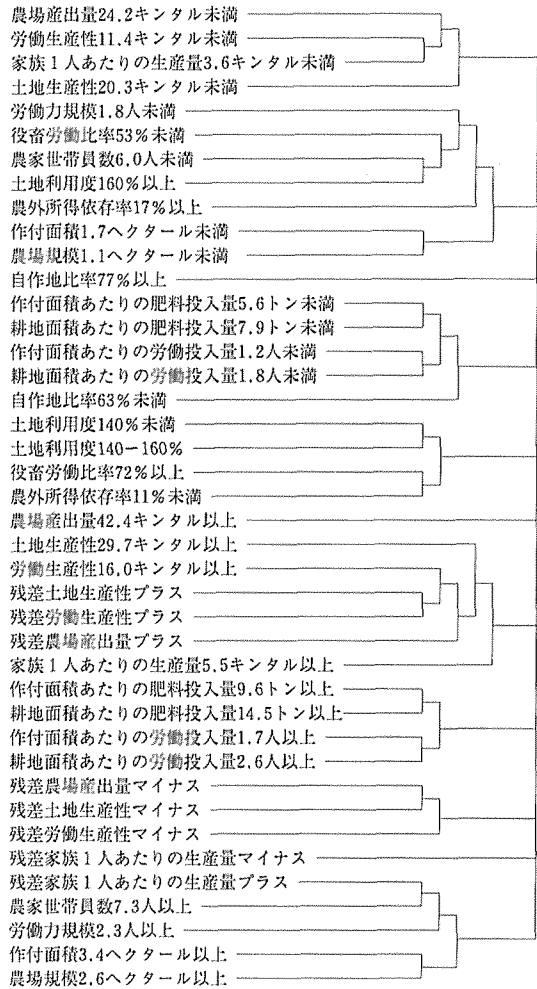 農場産出量24.2キンタル未満
労働生産性11.4キンタル未満
家族1人あたりの生産量3.6キンタル未満
土地生産性20.3キンタル未満
労働力規模1.8人未満
役畜労働比率53%未満
農家世帯員数6.0人未満
土地利用度160%以上
農外所得依存率17%以上
作付面積1.7ヘクタール未満
農場規模1.1ヘクタール未満
自作地比率77%以上
作付面積あたりの肥料投入量5.6トン未満
耕地面積あたりの肥料投入量7.9トン未満
作付面積あたりの労働投入量1.2人未満
耕地面積あたりの労働投入量1.8人未満
自作地比率63%未満
土地利用度140%未満
土地利用度140-160%
役畜労働比率72%以上
農外所得依存率11%未満
農場産出量42.4キンタル以上
土地生産性29.7キンタル以上
労働生産性16.0キンタル以上
残差土地生産性プラス
残差労働生産性プラス
残差農場産出量プラス
家族1人あたりの生産量5.5キンタル以上
作付面積あたりの肥料投入量9.6トン以上
耕地面積あたりの肥料投入量14.5トン以上
作付面積あたりの労働投入量1.7人以上
耕地面積あたりの労働投入量2.6人以上
残差農場産出量マイナス
残差土地生産性マイナス
残差労働生産性マイナス
残差家族1人あたりの生産量マイナス
残差家族1人あたりの生産量プラス
農家世帯員数7.3人以上
労働力規模2.3人以上
作付面積3.4ヘクタール以上
農場規模2.6ヘクタール以上